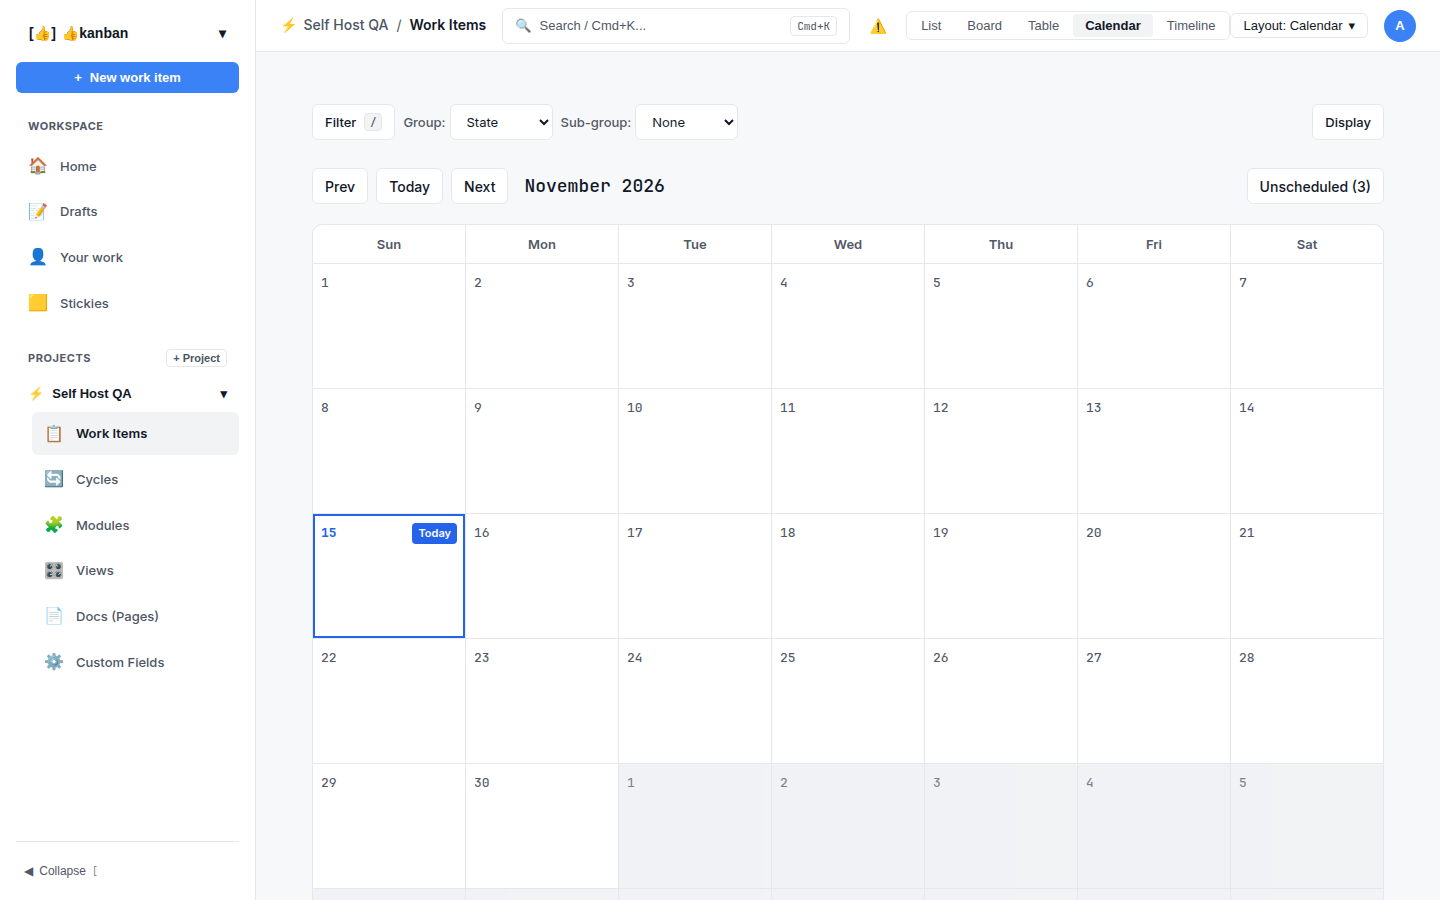 [👍] 👍kanban ▼
+ New work item
WORKSPACE
🏠 Home
📝 Drafts
👤 Your work
🟨 Stickies
PROJECTS + Project
⚡ Self Host QA ▼
📋 Work Items
🔄 Cycles
🧩 Modules
🎛️ Views
📄 Docs (Pages)
⚙️ Custom Fields
◀ Collapse [
⚡ Self Host QA / Work Items
🔍 Search / Cmd+K... Cmd+K
⚠️
List Board Table Calendar Timeline
Layout: Calendar ▼
A
Filter / Group: State Sub-group: None Display
Prev Today Next November 2026 Unscheduled (3)
Sun Mon Tue Wed Thu Fri Sat
1 2 3 4 5 6 7
8 9 10 11 12 13 14
15 Today 16 17 18 19 20 21
22 23 24 25 26 27 28
29 30 1 2 3 4 5